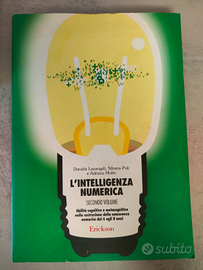 Daniela Lucangeli, Silvana Poli
e Adriana Molin
L'INTELLIGENZA
NUMERICA
SECONDO VOLUME
Abilità cognitive e metacognitive
nella costruzione della conoscenza
numerica dai 6 agli 8 anni
Erickson
subito